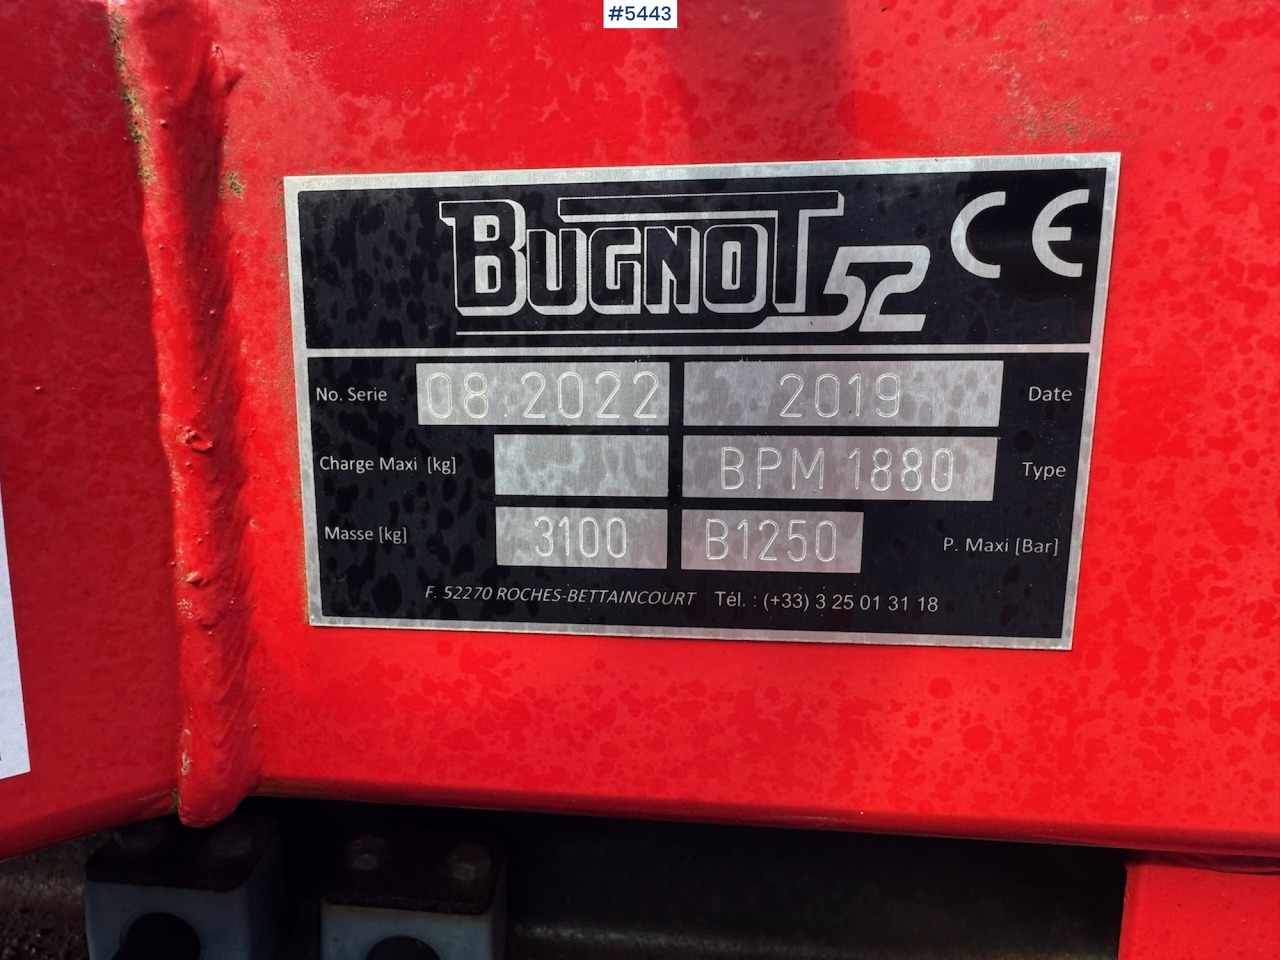 #5443
BUGNOT 52 CE
No. Serie 08.2022 2019 Date
Charge Maxi [kg] BPM 1880 Type
Masse [kg] 3100 B1250 P. Maxi [Bar]
F. 52270 ROCHES-BETTAINCOURT Tél. : (+33) 3 25 01 31 18